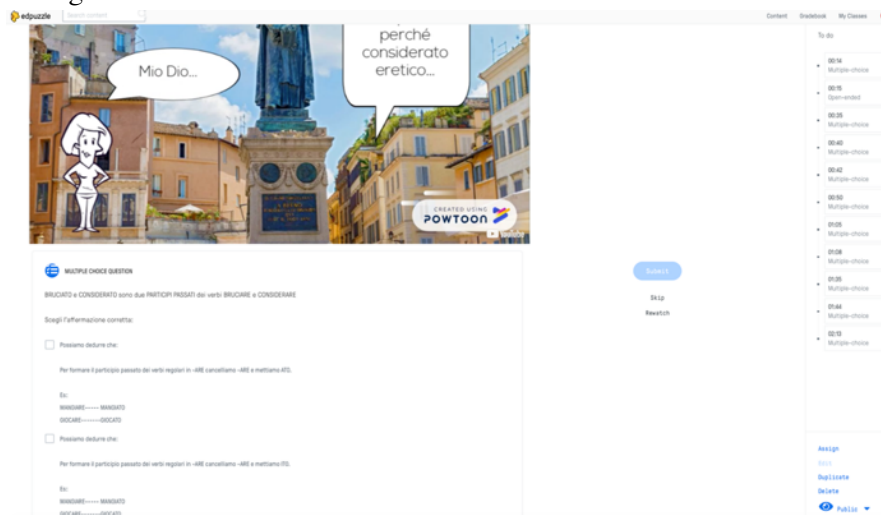 edpuzzle
Search content
Content Gradebook My Classes
perché
considerato
eretico...
Mio Dio...
CREATED USING
POWTOON
MULTIPLE CHOICE QUESTION
BRUCIATO e CONSIDERATO sono due PARTICIPI PASSATI dei verbi BRUCIARE e CONSIDERARE
Scegli l'affermazione corretta:
Possiamo dedurre che:
Per formare il participio passato dei verbi regolari in -ARE cancelliamo -ARE e mettiamo ATO.
Es:
MANGIARE----- MANGIATO
GIOCARE-------GIOCATO
Possiamo dedurre che:
Per formare il participio passato dei verbi regolari in -ARE cancelliamo -ARE e mettiamo ITO.
Es:
MANGIARE----- MANGIATO
GIOCARE-------GIOCATO
Submit
Skip
Rewatch
To do
00:14
Multiple-choice
00:15
Open-ended
00:35
Multiple-choice
00:40
Multiple-choice
00:42
Multiple-choice
00:50
Multiple-choice
01:05
Multiple-choice
01:08
Multiple-choice
01:35
Multiple-choice
01:44
Multiple-choice
02:13
Multiple-choice
Assign
Edit
Duplicate
Delete
Public